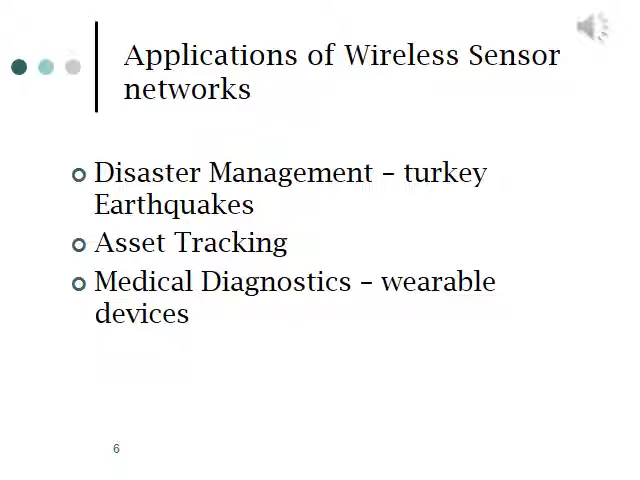 Applications of Wireless Sensor
networks
Disaster Management – turkey
Earthquakes
Asset Tracking
Medical Diagnostics – wearable
devices
6